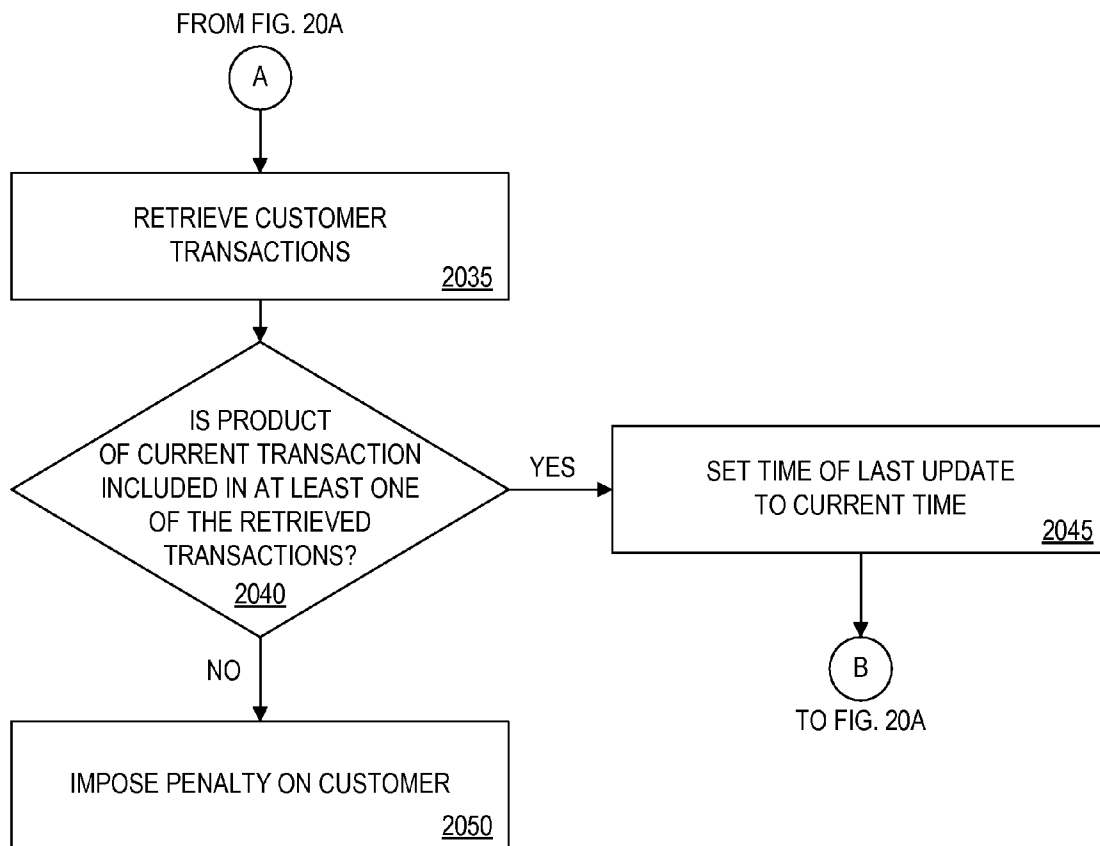 FROM FIG. 20A
A
RETRIEVE CUSTOMER
TRANSACTIONS
2035
IS PRODUCT
OF CURRENT TRANSACTION
INCLUDED IN AT LEAST ONE
OF THE RETRIEVED
TRANSACTIONS?
2040
YES
SET TIME OF LAST UPDATE
TO CURRENT TIME
2045
B
TO FIG. 20A
NO
IMPOSE PENALTY ON CUSTOMER
2050